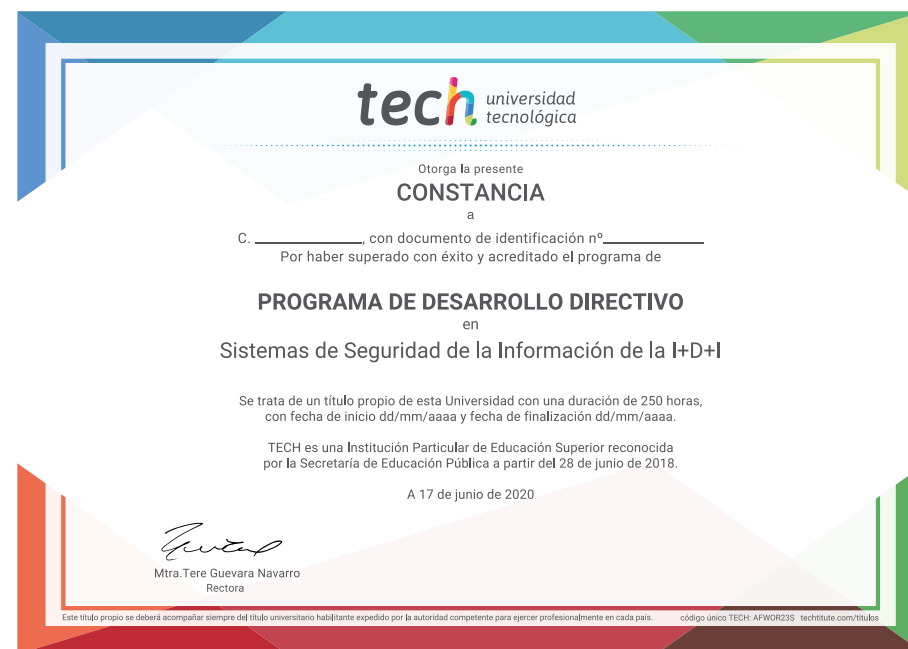 tech universidad
tecnológica
Otorga la presente
CONSTANCIA
a
C. ____________, con documento de identificación nº____________
Por haber superado con éxito y acreditado el programa de
PROGRAMA DE DESARROLLO DIRECTIVO
en
Sistemas de Seguridad de la Información de la I+D+I
Se trata de un título propio de esta Universidad con una duración de 250 horas,
con fecha de inicio dd/mm/aaaa y fecha de finalización dd/mm/aaaa.
TECH es una Institución Particular de Educación Superior reconocida
por la Secretaría de Educación Pública a partir del 28 de junio de 2018.
A 17 de junio de 2020
Mtra.Tere Guevara Navarro
Rectora
Este título propio se deberá acompañar siempre del título universitario habilitante expedido por la autoridad competente para ejercer profesionalmente en cada país. código único TECH: AFWOR23S techtitute.com/titulos